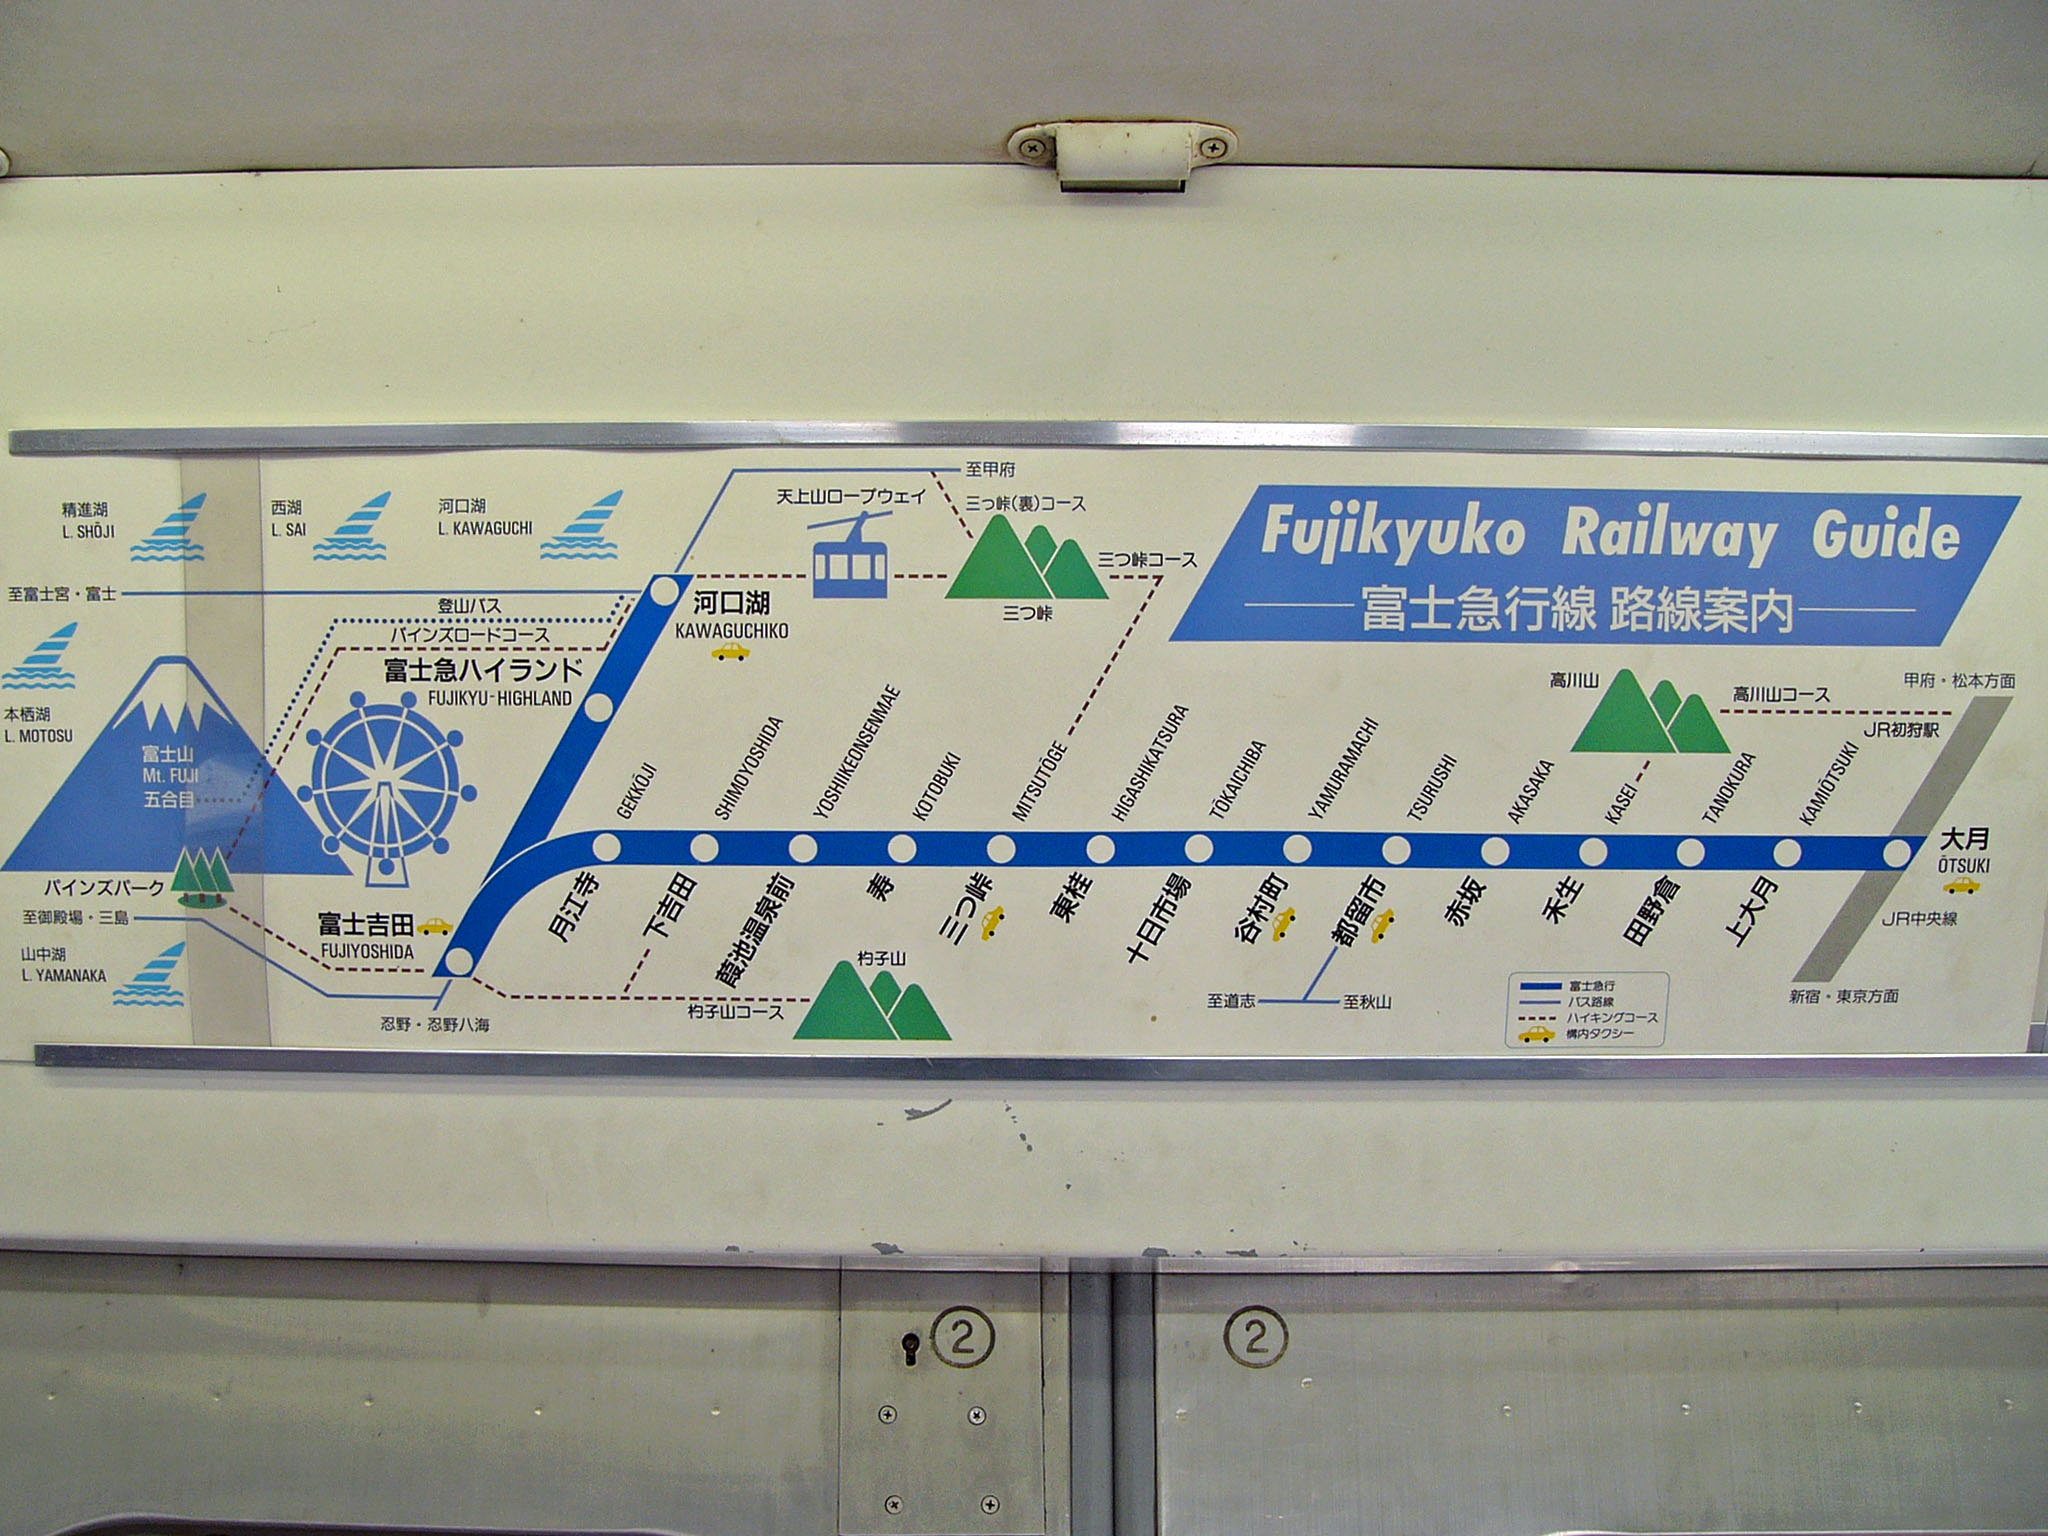 精進湖
L. SHŌJI
西湖
L. SAI
河口湖
L. KAWAGUCHI
至甲府
天上山ロープウェイ
三っ峠(裏)コース
三つ峠コース
三つ峠
Fujikyuko Railway Guide
富士急行線 路線案内
至富士宮・富士
登山バス
パインズロードコース
河口湖
KAWAGUCHIKO
富士急ハイランド
FUJIKYU-HIGHLAND
本栖湖
L. MOTOSU
富士山
Mt. FUJI
五合目
高川山
高川山コース
甲府・松本方面
JR初狩駅
GEKKŌJI
SHIMOYOSHIDA
YOSHIIKEONSENMAE
KOTOBUKI
MITSUTŌGE
HIGASHIKATSURA
TŌKAICHIBA
YAMURAMACHI
TSURUSHI
AKASAKA
KASEI
TANOKURA
KAMIŌTSUKI
大月
ŌTSUKI
月江寺
下吉田
葭池温泉前
寿
三つ峠
東桂
十日市場
谷村町
都留市
赤坂
禾生
田野倉
上大月
JR中央線
パインズパーク
至御殿場・三島
富士吉田
FUJIYOSHIDA
山中湖
L. YAMANAKA
忍野・忍野八海
杓子山
杓子山コース
至道志
至秋山
富士急行
バス路線
ハイキングコース
構内タクシー
新宿・東京方面
2
2